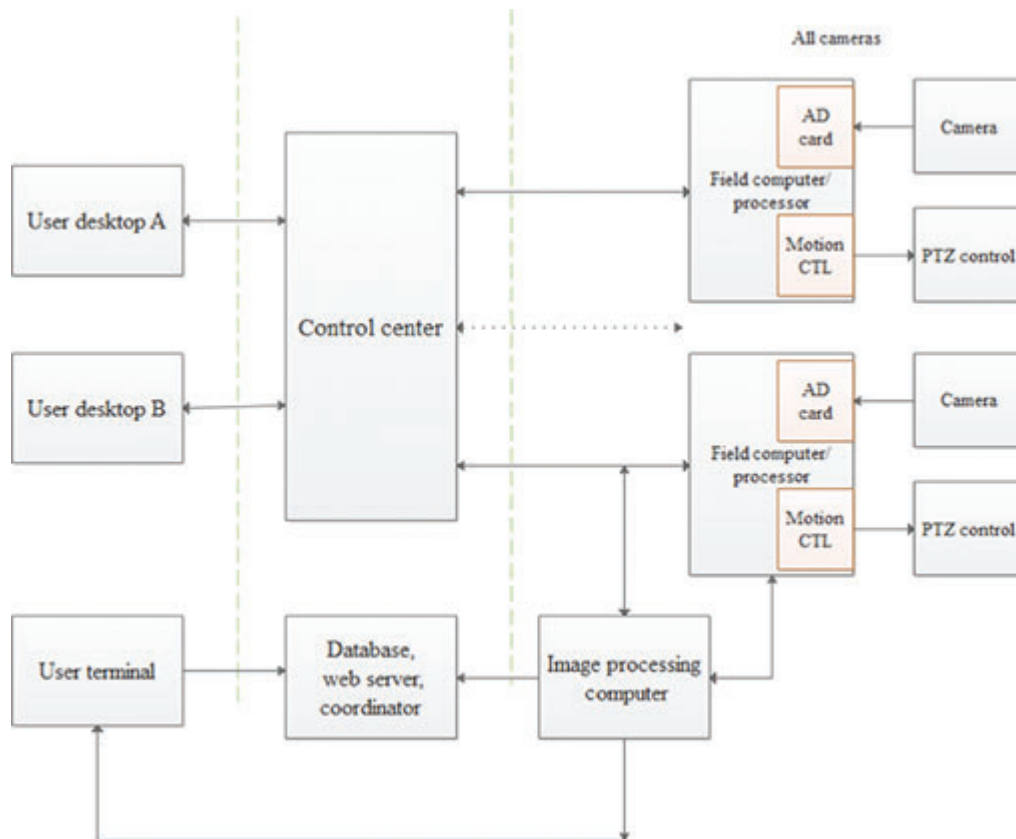 All cameras
AD
card
Camera
Field computer/
processor
Motion
CTL
PTZ control
User desktop A
Control center
User desktop B
AD
card
Camera
Field computer/
processor
Motion
CTL
PTZ control
User terminal
Database,
web server,
coordinator
Image processing
computer